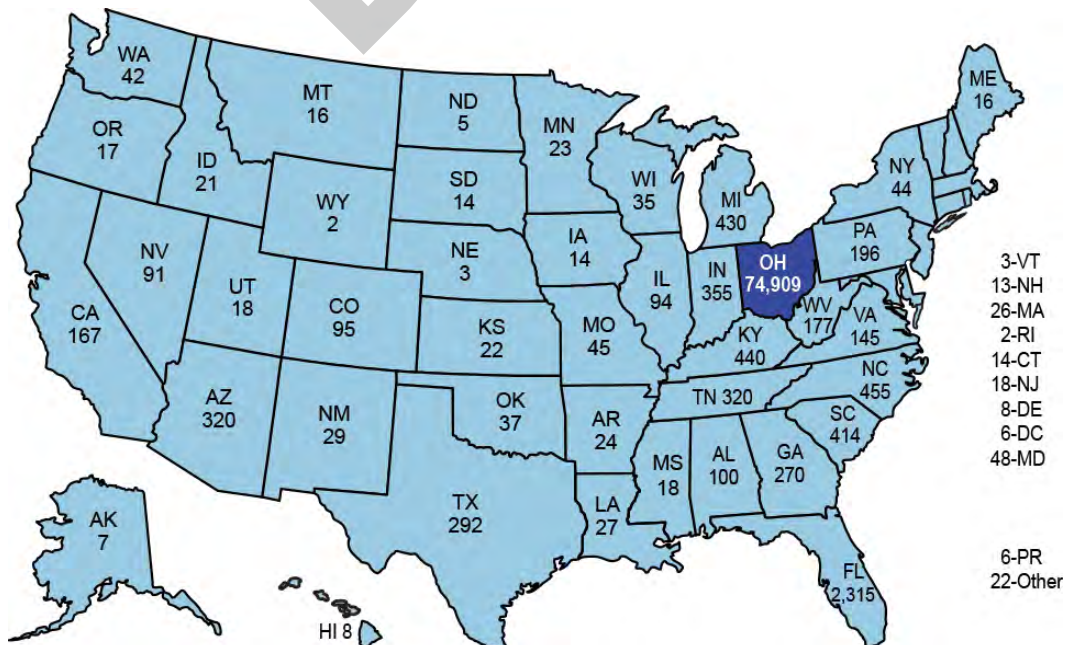 WA
42
OR
17
ID
21
MT
16
ND
5
MN
23
SD
14
WY
2
NV
91
UT
18
CA
167
CO
95
NE
3
IA
14
WI
35
MI
430
IL
94
IN
355
OH
74,909
PA
196
NY
44
ME
16
KS
22
MO
45
KY
440
WV
177
VA
145
NC
455
TN 320
SC
414
AZ
320
NM
29
OK
37
AR
24
MS
18
AL
100
GA
270
TX
292
LA
27
FL
2,315
AK
7
HI 8
3-VT
13-NH
26-MA
2-RI
14-CT
18-NJ
8-DE
6-DC
48-MD
6-PR
22-Other